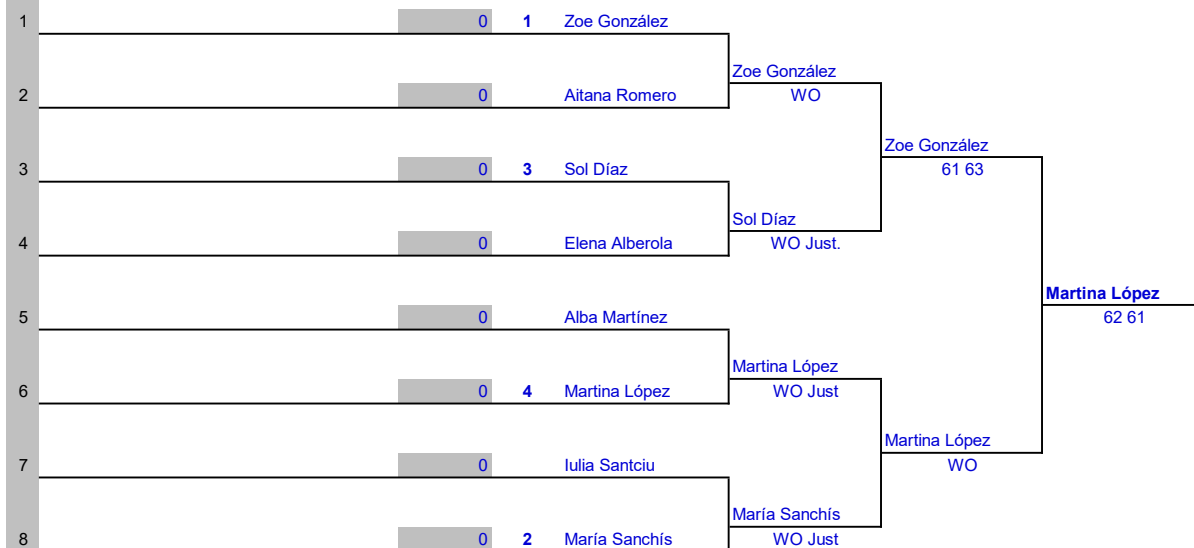 1 0 1 Zoe González
Zoe González
2 0 Aitana Romero WO
Zoe González
3 0 3 Sol Díaz 61 63
Sol Díaz
4 0 Elena Alberola WO Just.
Martina López
5 0 Alba Martínez 62 61
Martina López
6 0 4 Martina López WO Just
Martina López
7 0 Iulia Santciu WO
María Sanchís
8 0 2 María Sanchís WO Just